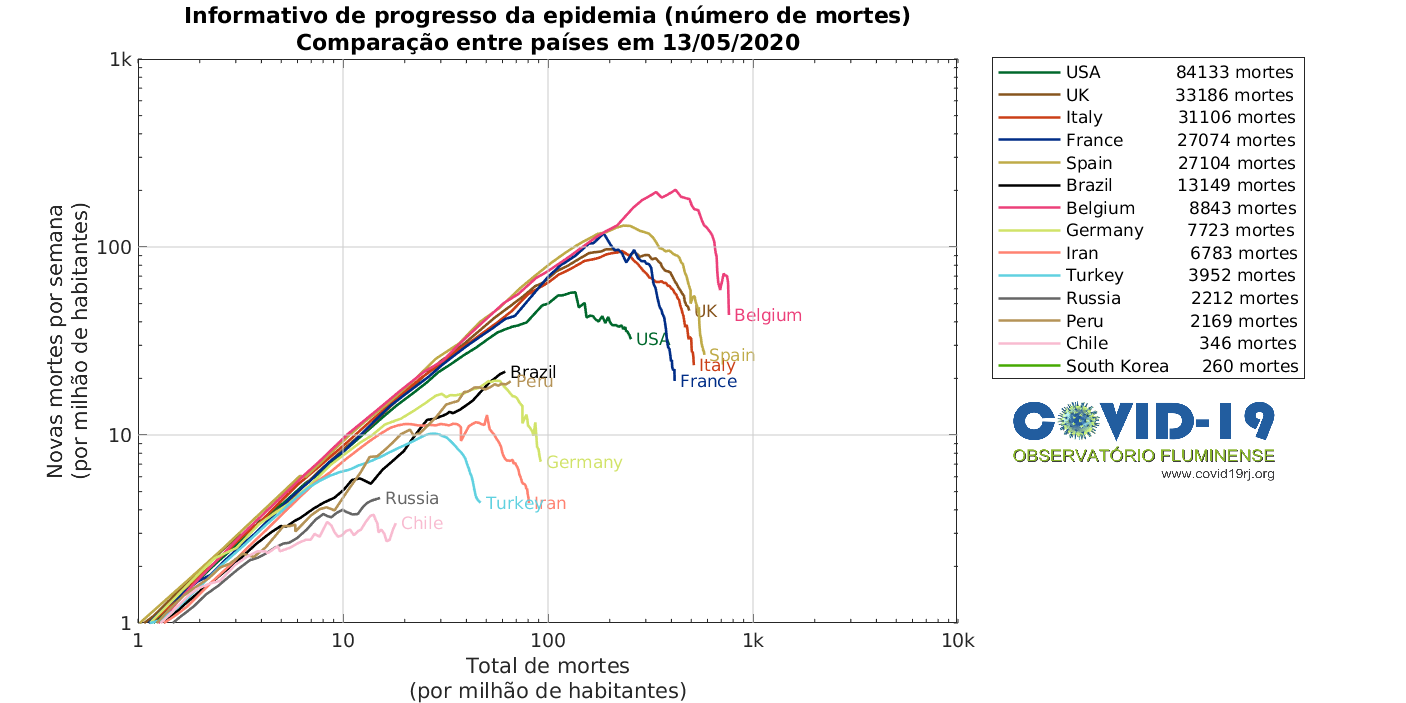 Informativo de progresso da epidemia (número de mortes)
Comparação entre países em 13/05/2020
Novas mortes por semana
(por milhão de habitantes)
1k
100
10
1
Belgium
UK
USA
Spain
Italy
France
Brazil
Peru
Germany
Russia
Turkey
Iran
Chile
1
10
100
1k
10k
Total de mortes
(por milhão de habitantes)
USA 84133 mortes
UK 33186 mortes
Italy 31106 mortes
France 27074 mortes
Spain 27104 mortes
Brazil 13149 mortes
Belgium 8843 mortes
Germany 7723 mortes
Iran 6783 mortes
Turkey 3952 mortes
Russia 2212 mortes
Peru 2169 mortes
Chile 346 mortes
South Korea 260 mortes
COVID-19
OBSERVATÓRIO FLUMINENSE
www.covid19rj.org